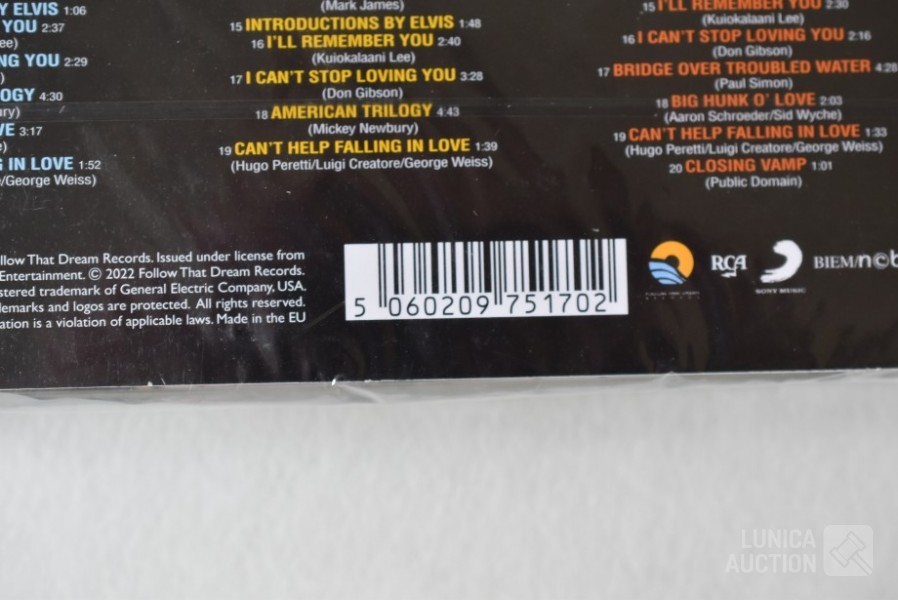 Y ELVIS 1:06
YOU 2:37
ee)
NG YOU 2:29
)
OGY 4:30
ury)
VE 3:17
e)
G IN LOVE 1:52
/George Weiss)
(Mark James)
15 INTRODUCTIONS BY ELVIS 1:48
16 I'LL REMEMBER YOU 2:40
(Kuiokalaani Lee)
17 I CAN'T STOP LOVING YOU 3:28
(Don Gibson)
18 AMERICAN TRILOGY 4:43
(Mickey Newbury)
19 CAN'T HELP FALLING IN LOVE 1:39
(Hugo Peretti/Luigi Creatore/George Weiss)
15 I'LL REMEMBER YOU 2:30
(Kuiokalaani Lee)
16 I CAN'T STOP LOVING YOU 2:16
(Don Gibson)
17 BRIDGE OVER TROUBLED WATER 4:28
(Paul Simon)
18 BIG HUNK O' LOVE 2:03
(Aaron Schroeder/Sid Wyche)
19 CAN'T HELP FALLING IN LOVE 1:33
(Hugo Peretti/Luigi Creatore/George Weiss)
20 CLOSING VAMP 1:01
(Public Domain)
llow That Dream Records. Issued under license from
Entertainment. © 2022 Follow That Dream Records.
stered trademark of General Electric Company, USA.
demarks and logos are protected. All rights reserved.
ation is a violation of applicable laws. Made in the EU
5 060209 751702
RCA
SONY MUSIC
BIEM/n©b
LUNICA
AUCTION